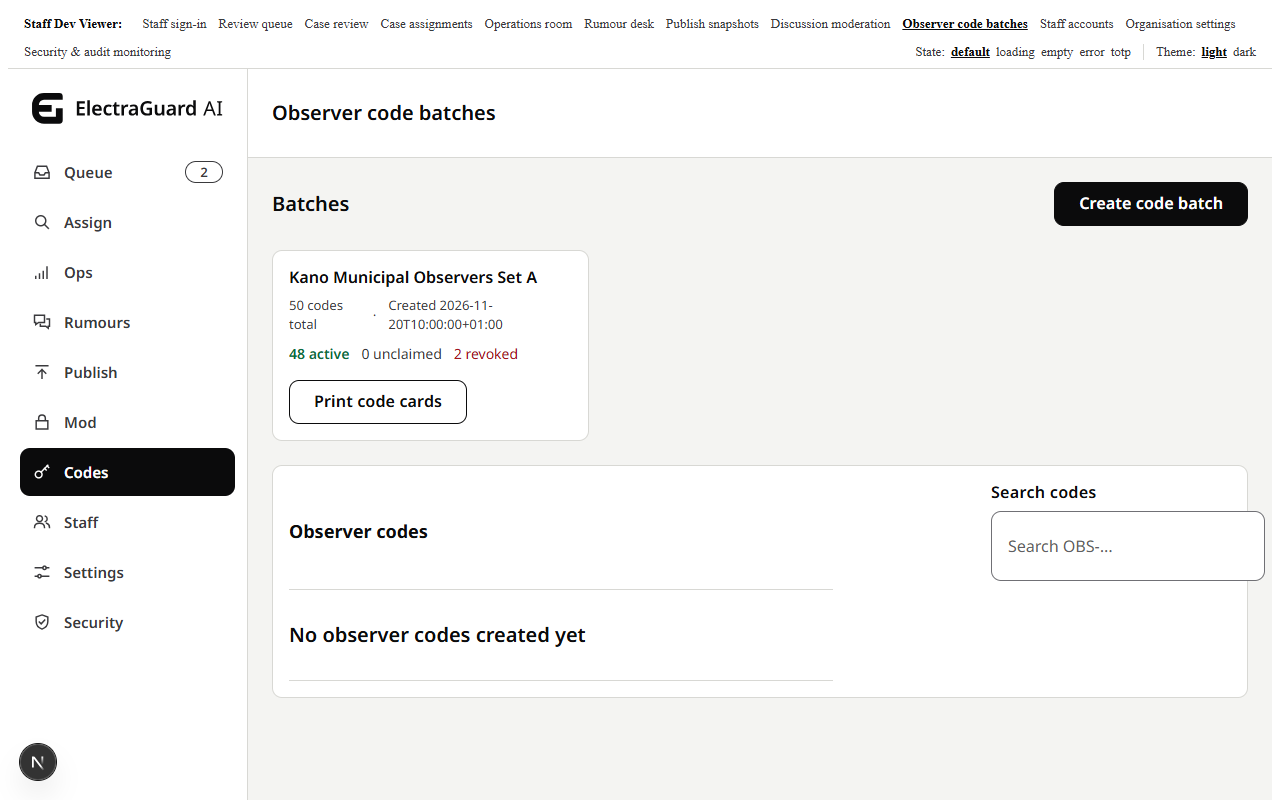 Staff Dev Viewer: Staff sign-in Review queue Case review Case assignments Operations room Rumour desk Publish snapshots Discussion moderation Observer code batches Staff accounts Organisation settings
Security & audit monitoring State: default loading empty error totp Theme: light dark
ElectraGuard AI
Observer code batches
Queue 2
Assign
Ops
Rumours
Publish
Mod
Codes
Staff
Settings
Security
N
Batches
Create code batch
Kano Municipal Observers Set A
50 codes total · Created 2026-11-
20T10:00:00+01:00
48 active 0 unclaimed 2 revoked
Print code cards
Search codes
Observer codes
Search OBS-...
No observer codes created yet